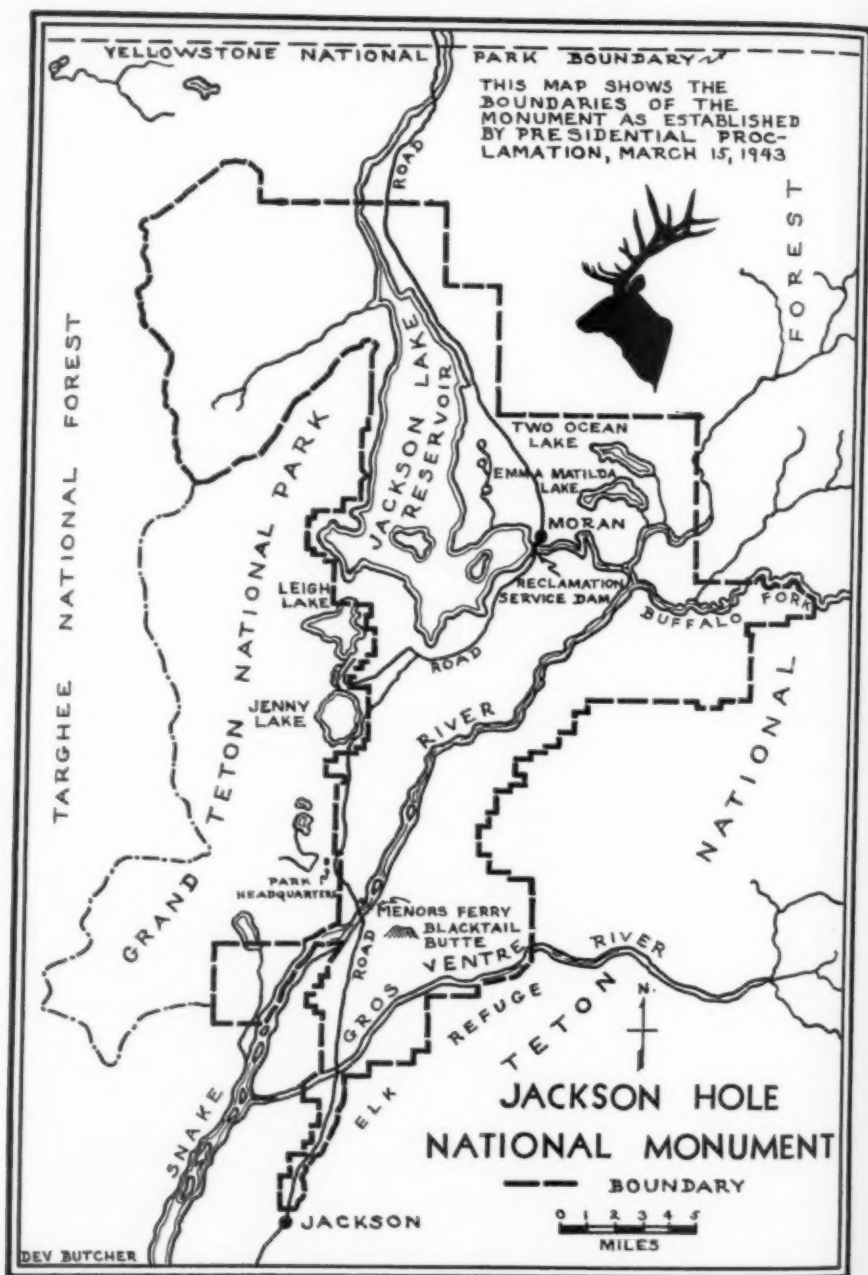 YELLOWSTONE NATIONAL PARK BOUNDARY
THIS MAP SHOWS THE
BOUNDARIES OF THE
MONUMENT AS ESTABLISHED
BY PRESIDENTIAL PROC-
LAMATION, MARCH 15, 1943
ROAD
TARGHEE NATIONAL FOREST
GRAND TETON NATIONAL PARK
JACKSON LAKE
RESERVOIR
TWO OCEAN
LAKE
EMMA MATILDA
LAKE
MORAN
RECLAMATION
SERVICE DAM
BUFFALO FORK
LEIGH
LAKE
ROAD
JENNY
LAKE
SNAKE RIVER
PARK
HEADQUARTERS
MENORS FERRY
BLACKTAIL
BUTTE
ROAD
GROS VENTRE RIVER
ELK REFUGE
TETON NATIONAL FOREST
N.
JACKSON HOLE
NATIONAL MONUMENT
BOUNDARY
0 1 2 3 4 5
MILES
JACKSON
DEV BUTCHER